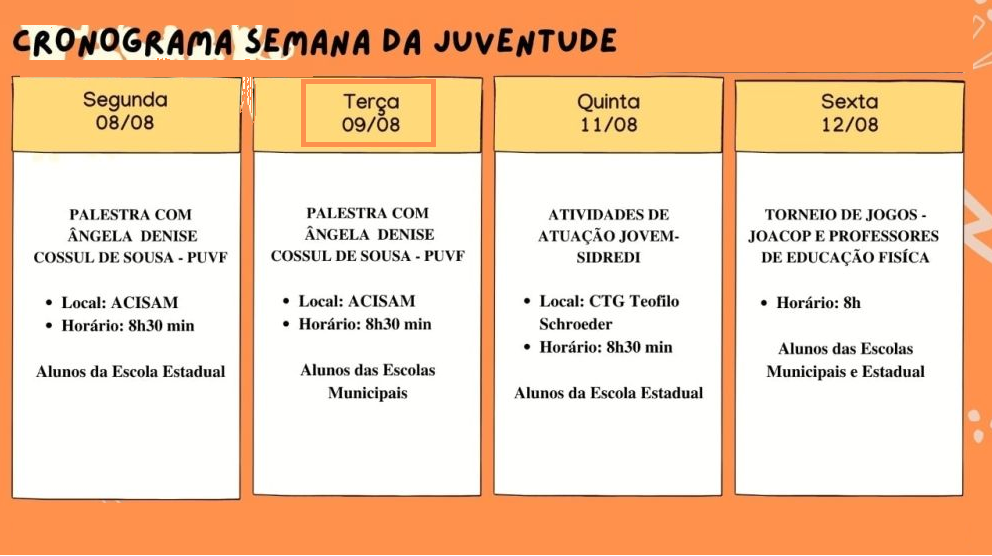 CRONOGRAMA SEMANA DA JUVENTUDE
Segunda
08/08
PALESTRA COM
ÂNGELA DENISE
COSSUL DE SOUSA - PUVF
• Local: ACISAM
• Horário: 8h30 min
Alunos da Escola Estadual
Terça
09/08
PALESTRA COM
ÂNGELA DENISE
COSSUL DE SOUSA - PUVF
• Local: ACISAM
• Horário: 8h30 min
Alunos das Escolas
Municipais
Quinta
11/08
ATIVIDADES DE
ATUAÇÃO JOVEM-
SIDREDI
• Local: CTG Teofilo
Schroeder
• Horário: 8h30 min
Alunos da Escola Estadual
Sexta
12/08
TORNEIO DE JOGOS -
JOACOP E PROFESSORES
DE EDUCAÇÃO FISÍCA
• Horário: 8h
Alunos das Escolas
Municipais e Estadual